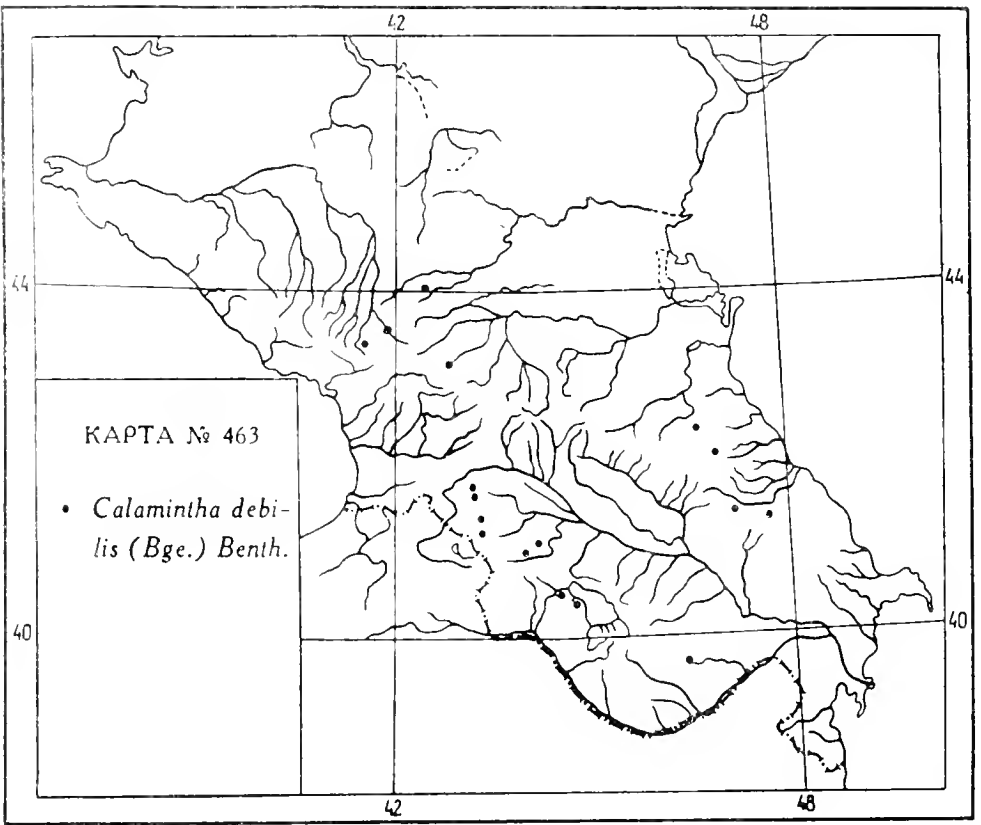 42 48
44 44
КАРТА № 463
• Calamintha debi-
lis (Bge.) Benth.
40 40
42 48